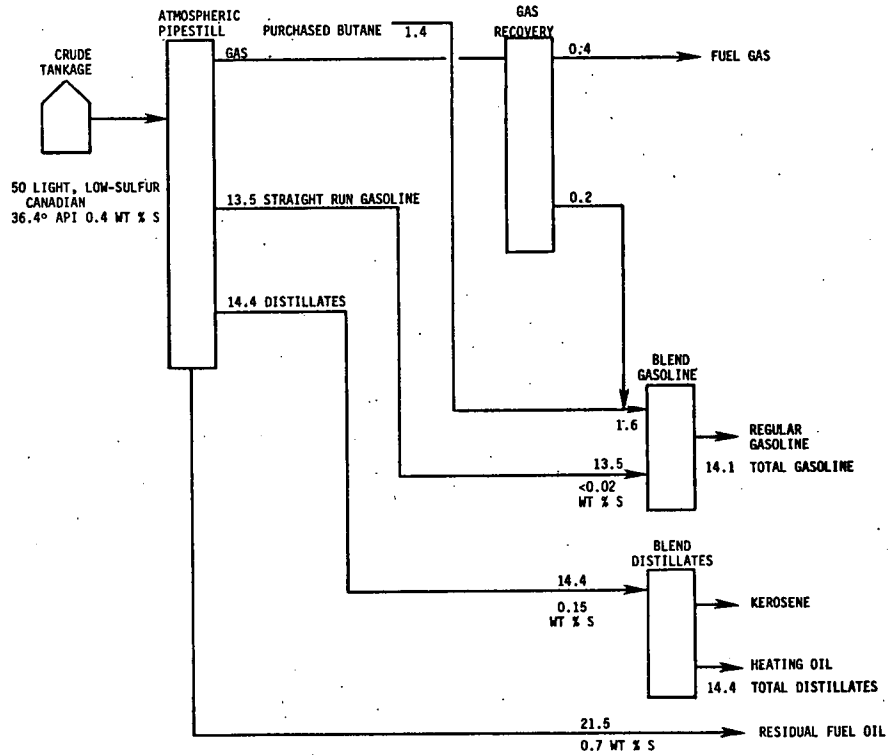 ATMOSPHERIC
PIPESTILL
PURCHASED BUTANE
1.4
GAS
RECOVERY
0.4
FUEL GAS
GAS
CRUDE
TANKAGE
50 LIGHT, LOW-SULFUR
CANADIAN
36.4° API 0.4 WT % S
13.5 STRAIGHT RUN GASOLINE
0.2
14.4 DISTILLATES
BLEND
GASOLINE
1.6
REGULAR
GASOLINE
13.5
14.1 TOTAL GASOLINE
<0.02
WT % S
BLEND
DISTILLATES
14.4
0.15
WT % S
KEROSENE
HEATING OIL
14.4 TOTAL DISTILLATES
21.5
0.7 WT % S
RESIDUAL FUEL OIL